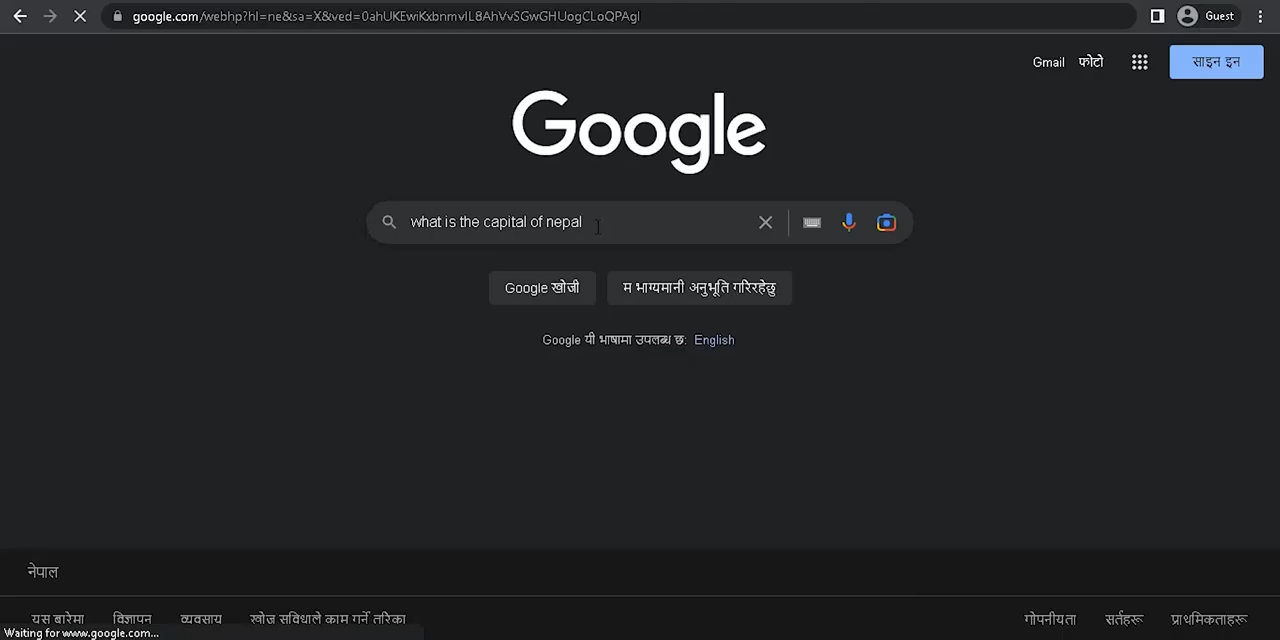 google.com/webhp?hl=ne&sa=X&ved=0ahUKEwiKxbnmvIL8AhVvSGwGHUogCLoQPAgI
Guest
Gmail फोटो
साइन इन
Google
what is the capital of nepal
Google खोजी
म भाग्यमानी अनुभूति गरिरहेछु
Google यी भाषामा उपलब्ध छ: English
नेपाल
यस बारेमा विज्ञापन व्यवसाय खोज सुविधाले काम गर्ने तरिका
गोपनीयता सर्तहरू प्राथमिकताहरू
Waiting for www.google.com...